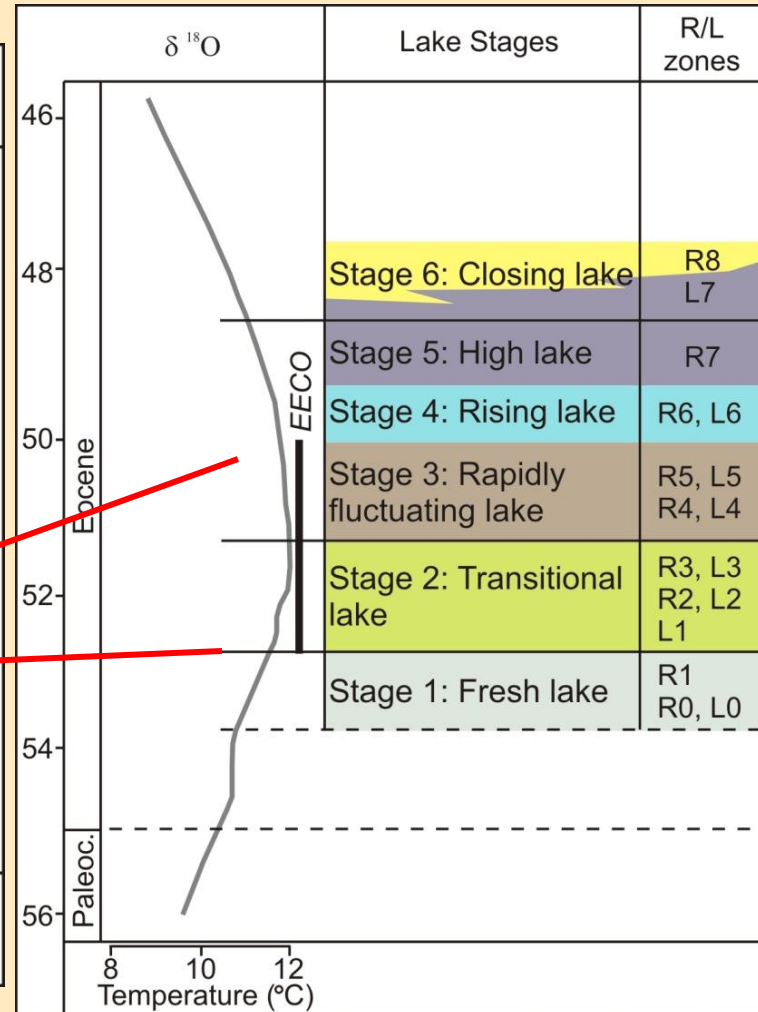 δ ¹⁸O
Lake Stages
R/L
zones
46
48
50
52
54
56
Eocene
Paleoc.
EECO
Stage 6: Closing lake
R8
L7
Stage 5: High lake
R7
Stage 4: Rising lake
R6, L6
Stage 3: Rapidly
fluctuating lake
R5, L5
R4, L4
Stage 2: Transitional
lake
R3, L3
R2, L2
L1
Stage 1: Fresh lake
R1
R0, L0
8 10 12
Temperature (ºC)